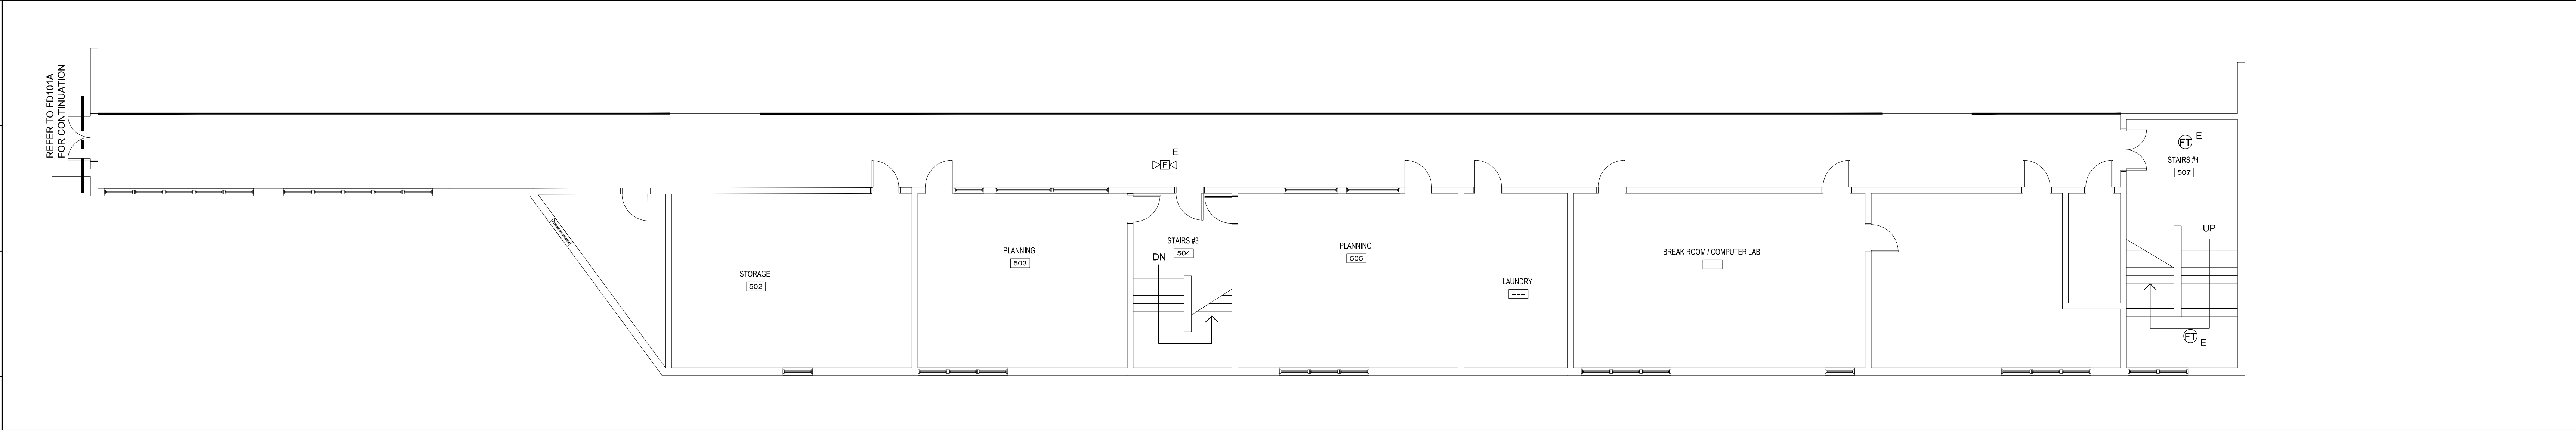 REFER TO FD101A
FOR CONTINUATION
STORAGE
502
PLANNING
503
E
F
STAIRS #3
504
DN
PLANNING
505
LAUNDRY
---
BREAK ROOM / COMPUTER LAB
---
FT
E
STAIRS #4
507
UP
FT
E